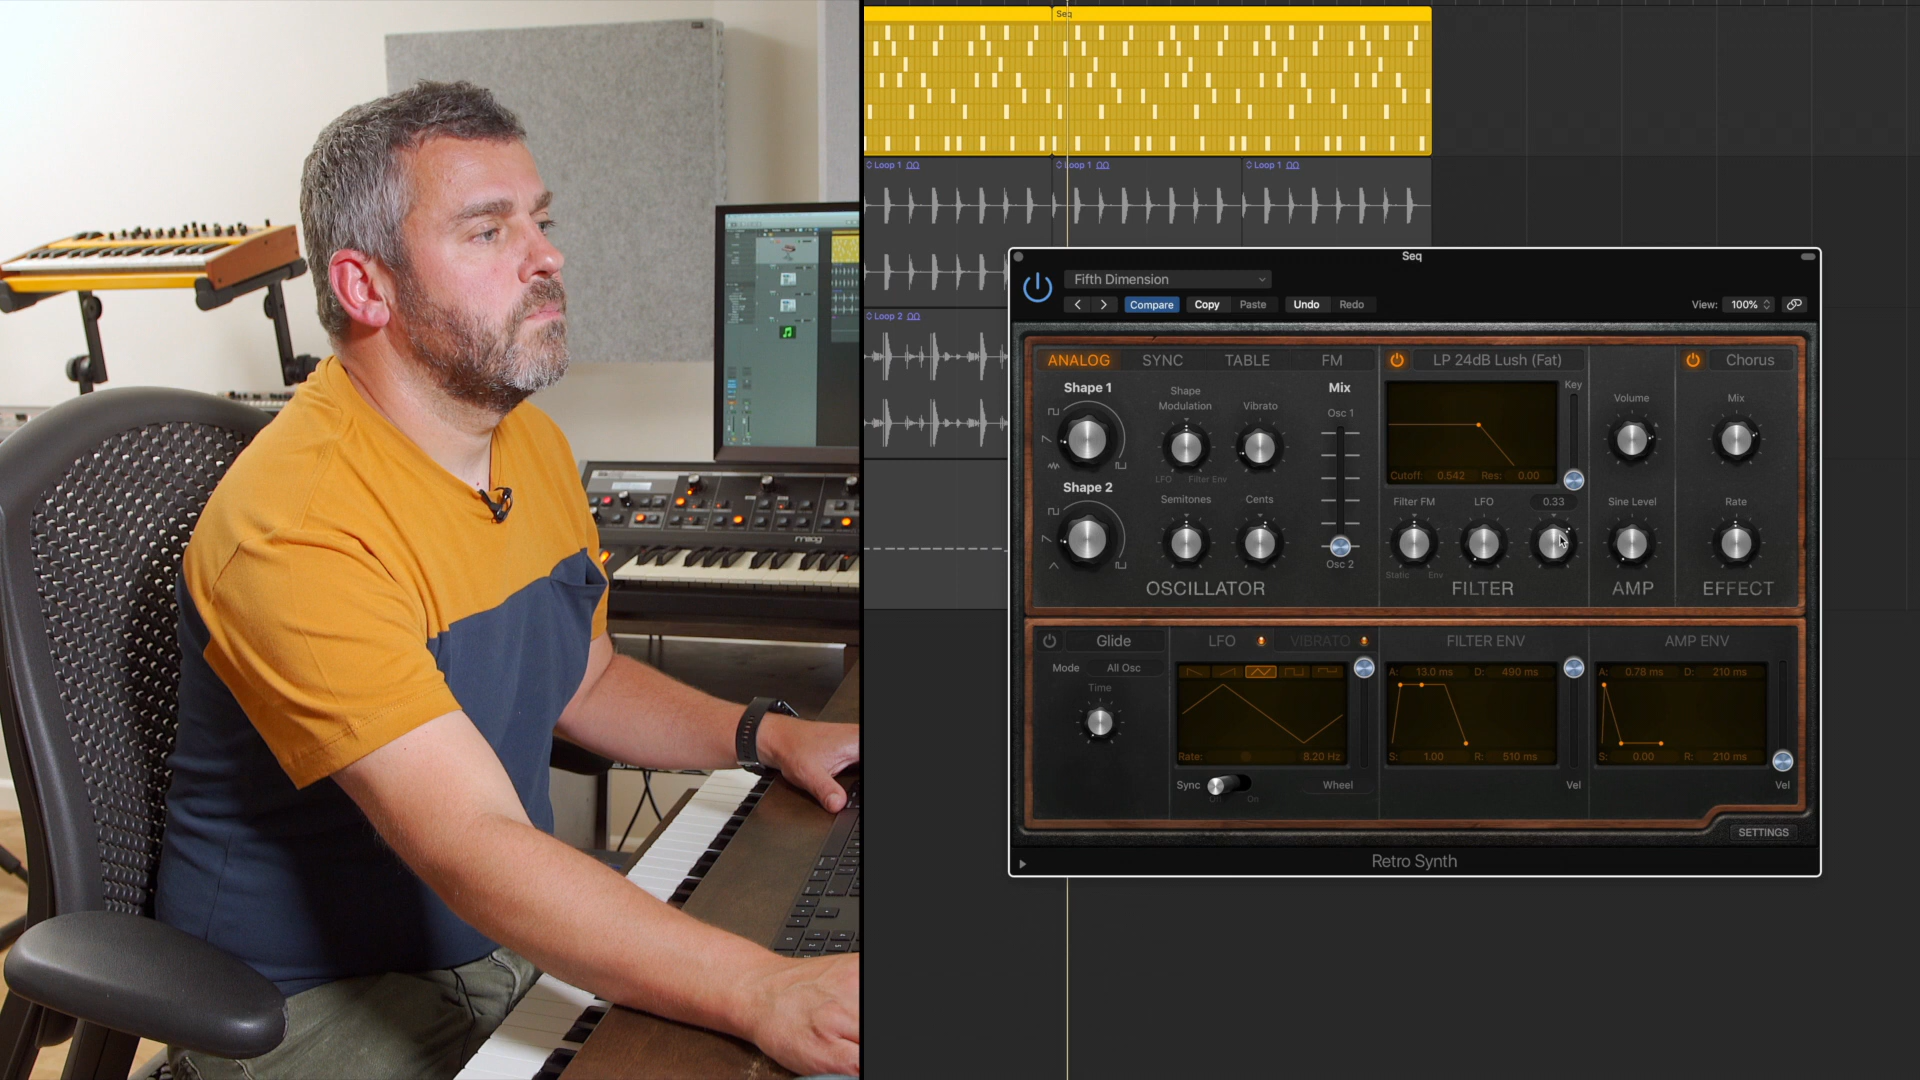 Seq
Loop 1
Loop 1
Loop 1
Loop 2
moog
Seq
Fifth Dimension
Compare
Copy
Paste
Undo
Redo
View:
100%
ANALOG
SYNC
TABLE
FM
LP 24dB Lush (Fat)
Chorus
Shape 1
Shape
Modulation
Vibrato
Mix
Osc 1
Key
Volume
Mix
LFO
Filter Env
Cutoff:
0.542
Res:
0.00
Shape 2
Semitones
Cents
Osc 2
Filter FM
LFO
0.33
Static
Env
Sine Level
Rate
OSCILLATOR
FILTER
AMP
EFFECT
Glide
LFO
VIBRATO
FILTER ENV
AMP ENV
Mode
All Osc
Time
Rate:
8.20 Hz
Sync
On
Wheel
A:
13.0 ms
D:
490 ms
S:
1.00
R:
510 ms
Vel
A:
0.78 ms
D:
210 ms
S:
0.00
R:
210 ms
Vel
SETTINGS
Retro Synth